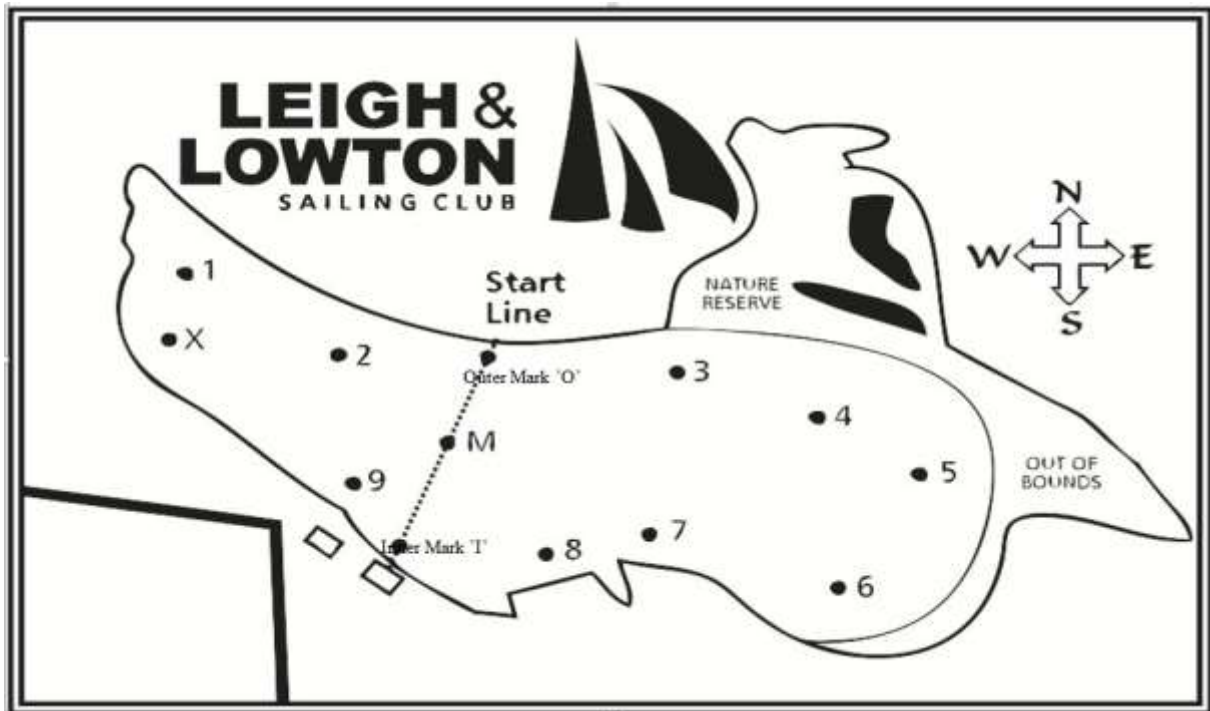 LEIGH &
LOWTON
SAILING CLUB
N
W E
S
NATURE
RESERVE
Start
Line
1
X
2
Outer Mark `O'
3
4
M
5
OUT OF
BOUNDS
9
Inner Mark `I'
8
7
6